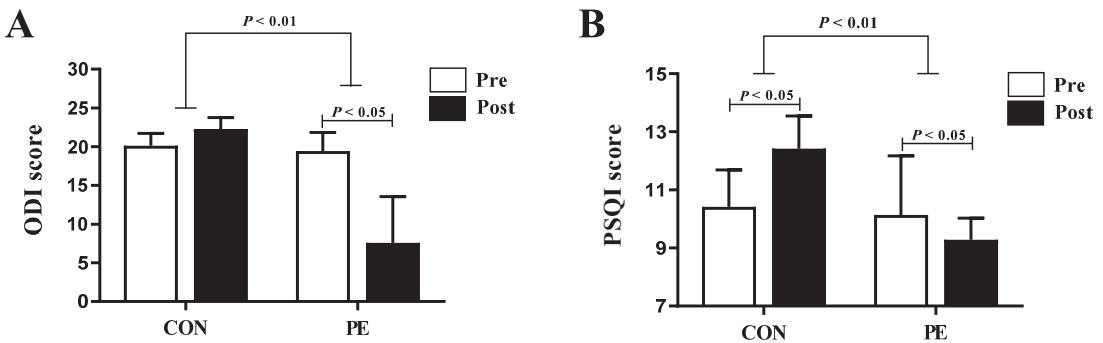 A
P < 0.01
30
25
20
15
10
5
0
ODI score
P < 0.05
Pre
Post
CON
PE
B
P < 0.01
15
13
11
9
7
PSQI score
P < 0.05
P < 0.05
Pre
Post
CON
PE